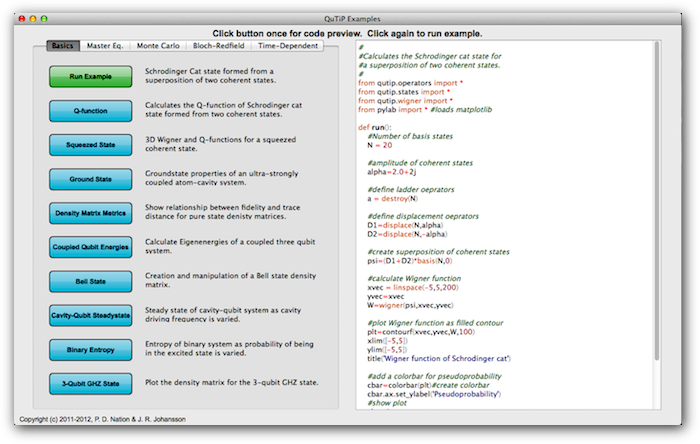 QuTiP Examples
Click button once for code preview. Click again to run example.
Basics Master Eq. Monte Carlo Bloch-Redfield Time-Dependent
Run Example
Schrodinger Cat state formed from a
superposition of two coherent states.
Q-function
Calculates the Q-function of Schrodinger cat
state formed from two coherent states.
Squeezed State
3D Wigner and Q-functions for a squeezed
coherent state.
Ground State
Groundstate properties of an ultra-strongly
coupled atom-cavity system.
Density Matrix Metrics
Show relationship between fidelity and trace
distance for pure state denisty matrices.
Coupled Qubit Energies
Calculate Eigenenergies of a coupled three qubit
system.
Bell State
Creation and manipulation of a Bell state density
matrix.
Cavity-Qubit Steadystate
Steady state of cavity-qubit system as cavity
driving frequency is varied.
Binary Entropy
Entropy of binary system as probability of being
in the excited state is varied.
3-Qubit GHZ State
Plot the density matrix for the 3-qubit GHZ state.
#
#Calculates the Schrodinger cat state for
#a superposition of two coherent states.
#
from qutip.operators import *
from qutip.states import *
from qutip.wigner import *
from pylab import * #loads matplotlib
def run():
#Number of basis states
N = 20
#amplitude of coherent states
alpha=2.0+2j
#define ladder oeprators
a = destroy(N)
#define displacement oeprators
D1=displace(N,alpha)
D2=displace(N,-alpha)
#create superposition of coherent states
psi=(D1+D2)*basis(N,0)
#calculate Wigner function
xvec = linspace(-5,5,200)
yvec=xvec
W=wigner(psi,xvec,yvec)
#plot Wigner function as filled contour
plt=contourf(xvec,yvec,W,100)
xlim([-5,5])
ylim([-5,5])
title('Wigner function of Schrodinger cat')
#add a colorbar for pseudoprobability
cbar=colorbar(plt)#create colorbar
cbar.ax.set_ylabel('Pseudoprobability')
#show plot
Copyright (c) 2011-2012, P. D. Nation & J. R. Johansson